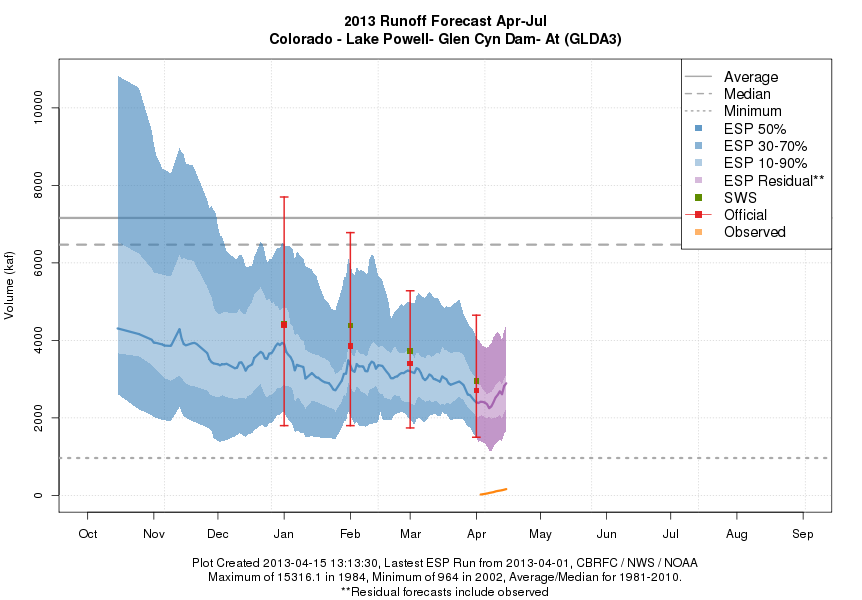 2013 Runoff Forecast Apr-Jul
Colorado - Lake Powell- Glen Cyn Dam- At (GLDA3)
Average
Median
Minimum
ESP 50%
ESP 30-70%
ESP 10-90%
ESP Residual**
SWS
Official
Observed
Volume (kaf)
10000
8000
6000
4000
2000
0
Oct Nov Dec Jan Feb Mar Apr May Jun Jul Aug Sep
Plot Created 2013-04-15 13:13:30, Lastest ESP Run from 2013-04-01, CBRFC / NWS / NOAA
Maximum of 15316.1 in 1984, Minimum of 964 in 2002, Average/Median for 1981-2010.
**Residual forecasts include observed